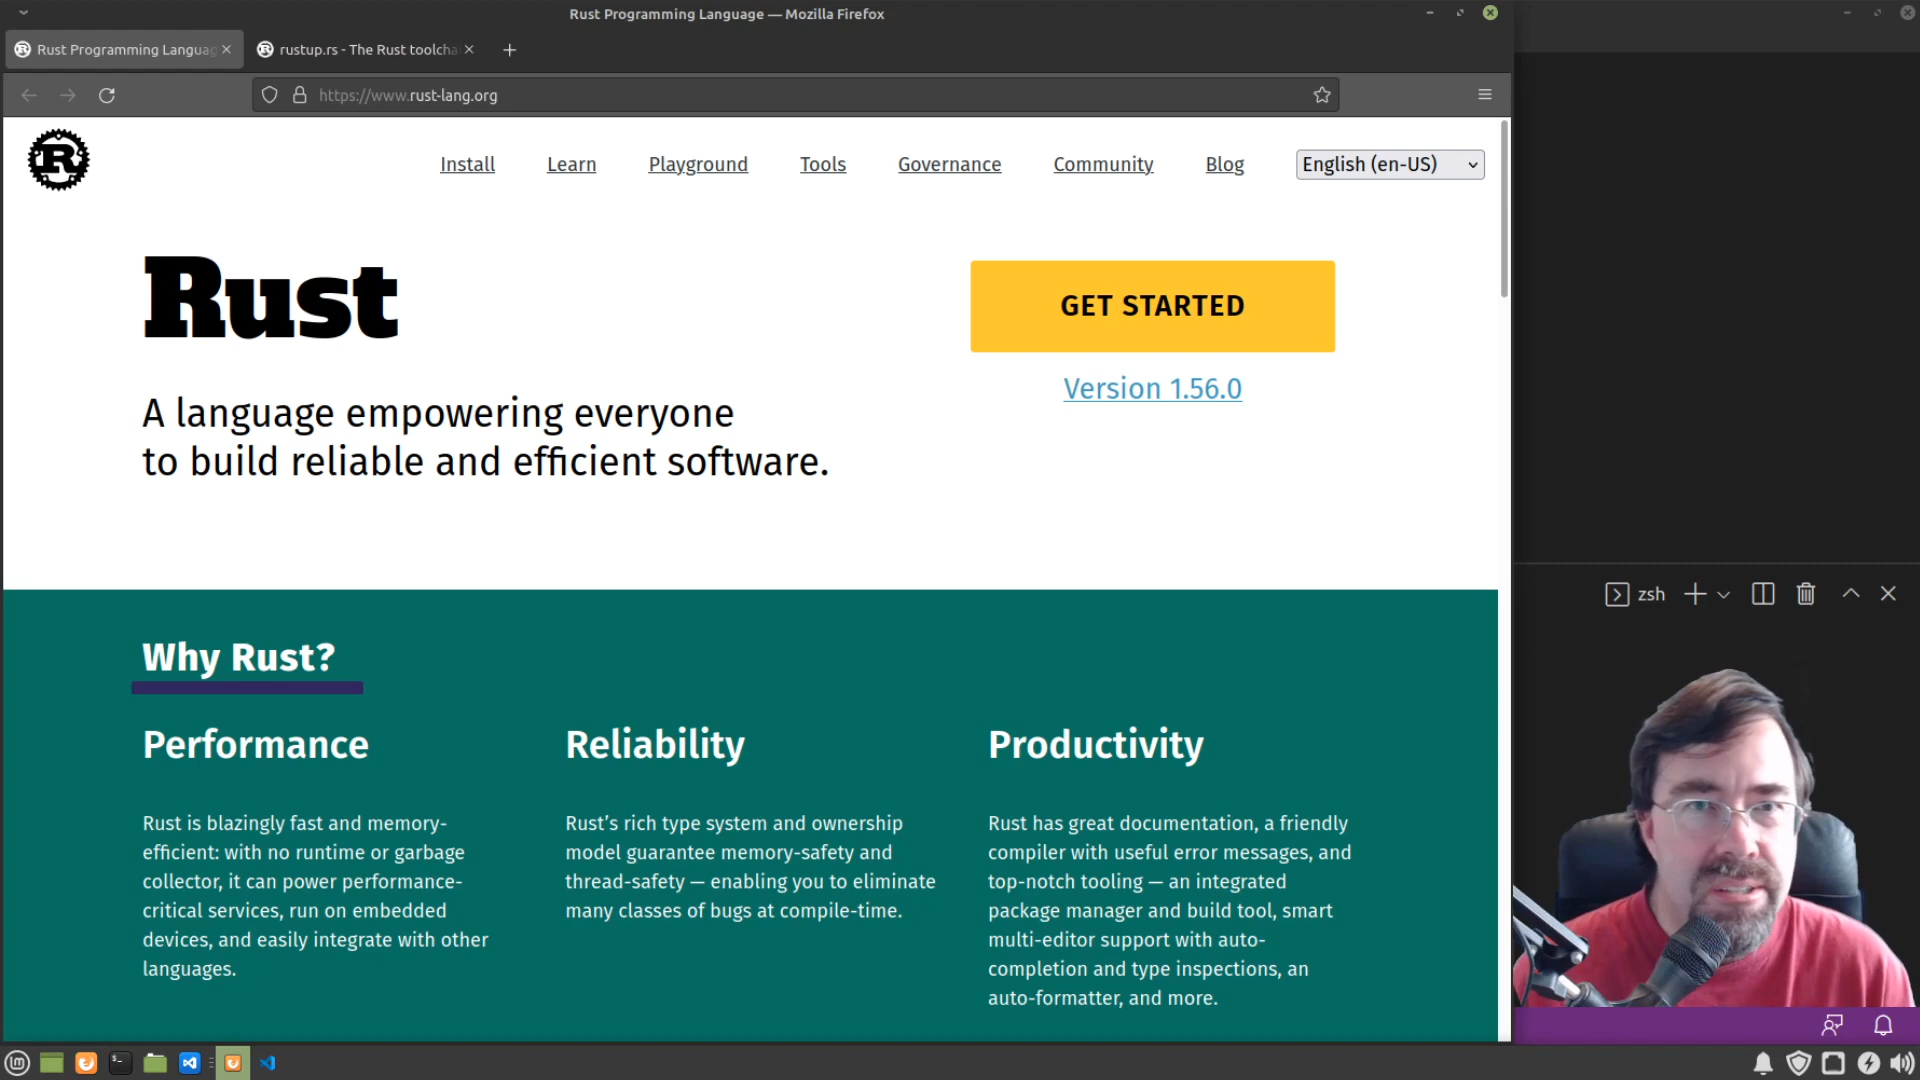 Rust Programming Language — Mozilla Firefox
Rust Programming Languag
rustup.rs - The Rust toolcha
https://www.rust-lang.org
R
Install Learn Playground Tools Governance Community Blog English (en-US)
Rust
GET STARTED
Version 1.56.0
A language empowering everyone
to build reliable and efficient software.
zsh
Why Rust?
Performance
Rust is blazingly fast and memory-
efficient: with no runtime or garbage
collector, it can power performance-
critical services, run on embedded
devices, and easily integrate with other
languages.
Reliability
Rust’s rich type system and ownership
model guarantee memory-safety and
thread-safety — enabling you to eliminate
many classes of bugs at compile-time.
Productivity
Rust has great documentation, a friendly
compiler with useful error messages, and
top-notch tooling — an integrated
package manager and build tool, smart
multi-editor support with auto-
completion and type inspections, an
auto-formatter, and more.